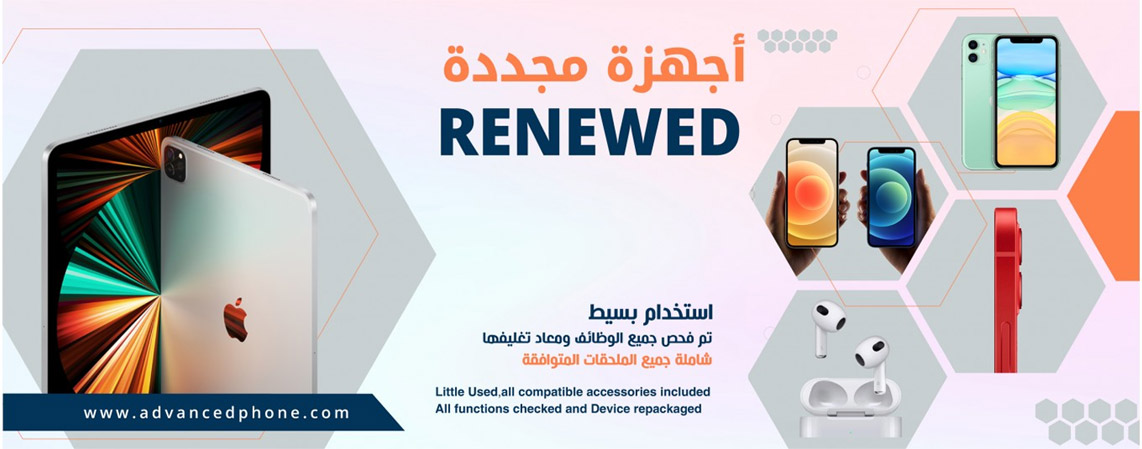 أجهزة مجددة
RENEWED
استخدام بسيط
تم فحص جميع الوظائف ومعاد تغليفها
شاملة جميع الملحقات المتوافقة
Little Used,all compatible accessories included
All functions checked and Device repackaged
www.advancedphone.com